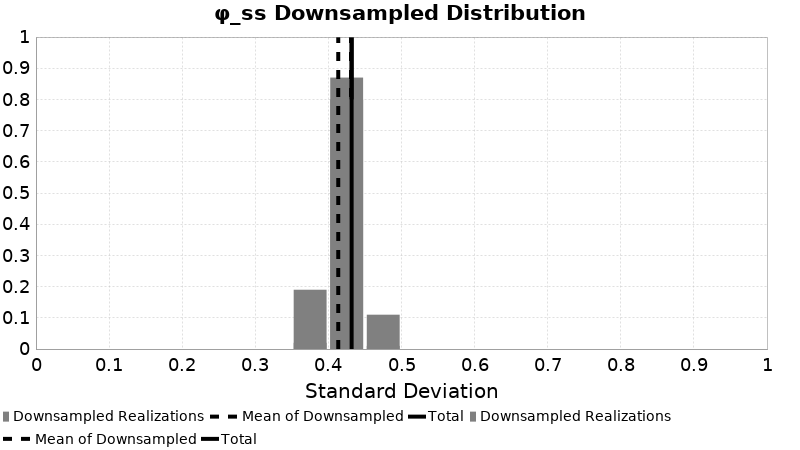 φ_ss Downsampled Distribution
1
0.9
0.8
0.7
0.6
0.5
0.4
0.3
0.2
0.1
0
0 0.1 0.2 0.3 0.4 0.5 0.6 0.7 0.8 0.9 1
Standard Deviation
Downsampled Realizations Mean of Downsampled Total Downsampled Realizations
Mean of Downsampled Total